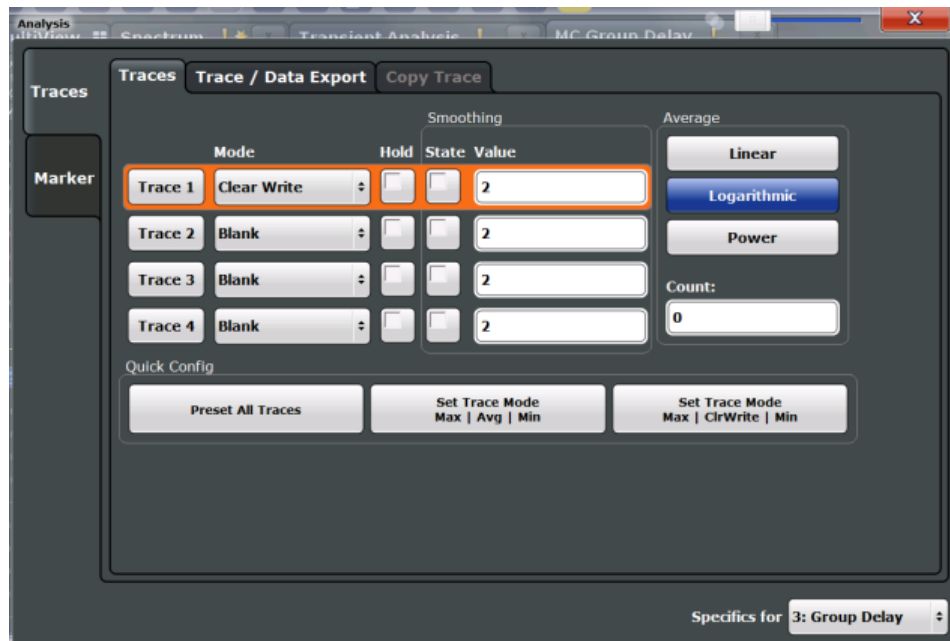 Analysis
MultiView Spectrum ! Transient Analysis ! MC Group Delay ! x
X
Traces
Marker
Traces Trace / Data Export Copy Trace
Smoothing Average
Mode Hold State Value
Linear
Trace 1 Clear Write 2
Logarithmic
Trace 2 Blank 2
Power
Trace 3 Blank 2
Count:
Trace 4 Blank 2
0
Quick Config
Preset All Traces
Set Trace Mode
Max | Avg | Min
Set Trace Mode
Max | ClrWrite | Min
Specifics for 3: Group Delay